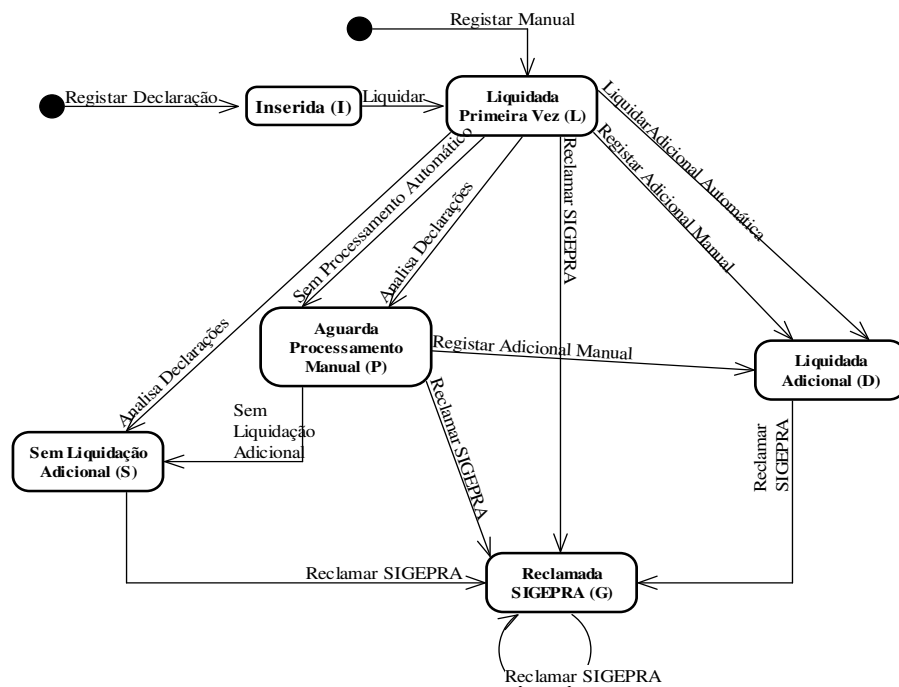 Registar Manual
Registar Declaração
Inserida (I)
Liquidar
Liquidada
Primeira Vez (L)
LiquidarAdicional Automática
Registar Adicional Manual
Reclamar SIGEPRA
Analisa Declarações
Sem Processamento Automático
Analisa Declarações
Aguarda
Processamento
Manual (P)
Registar Adicional Manual
Liquidada
Adicional (D)
Sem
Liquidação
Adicional
Reclamar SIGEPRA
Reclamar
SIGEPRA
Sem Liquidação
Adicional (S)
Reclamar SIGEPRA
Reclamada
SIGEPRA (G)
Reclamar SIGEPRA